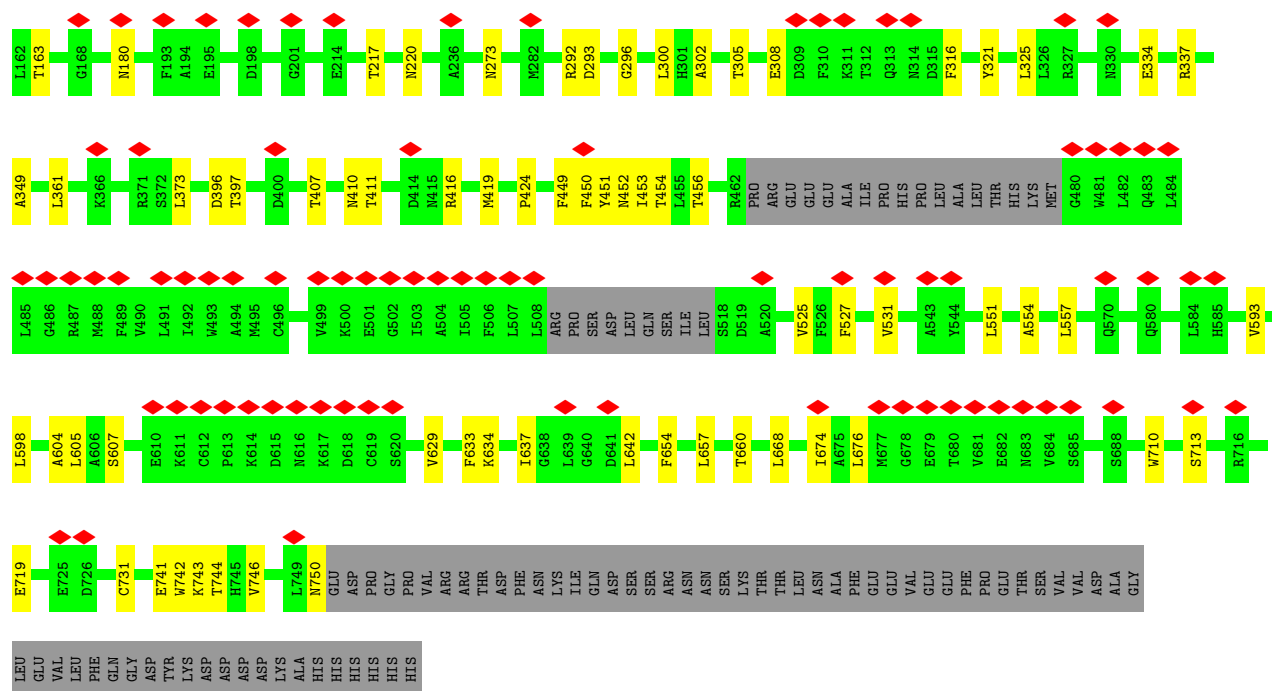 L162 T163 G168 N180 F193 A194 E195 D198 G201 E214 T217 N220 A236 N273 M282 R292 D293 G296 L300 H301 A302 T305 E308 D309 F310 K311 T312 Q313 N314 D315 F316 Y321 L325 L326 R327 N330 E334 R337
A349 L361 K366 R371 S372 L373 D396 T397 D400 T407 N410 T411 D414 N415 R416 M419 P424 F449 F450 Y451 N452 I453 T454 L455 T456 R462 PRO ARG GLU GLU GLU ALA ILE PRO HIS PRO LEU ALA LEU THR HIS LYS MET G480 W481 L482 Q483 L484
L485 G486 R487 M488 F489 V490 L491 I492 W493 A494 M495 C496 V499 K500 E501 G502 I503 A504 I505 F506 L507 L508 ARG PRO SER ASP LEU GLN SER ILE LEU S518 D519 A520 V525 F526 F527 V531 A543 Y544 L551 A554 L557 Q570 Q580 L584 H585 V593
L598 A604 L605 A606 S607 E610 K611 C612 P613 K614 D615 N616 K617 D618 C619 S620 V629 F633 K634 I637 G638 L639 G640 D641 L642 F654 L657 T660 L668 I674 A675 L676 M677 G678 E679 T680 V681 E682 N683 V684 S685 S688 W710 S713 R716
E719 E725 D726 C731 E741 W742 K743 T744 H745 V746 L749 N750 GLU ASP PRO GLY PRO VAL ARG ARG THR ASP PHE ASN LYS ILE GLN ASP SER SER ARG ASN ASN SER LYS THR THR LEU ASN ALA PHE GLU GLU VAL GLU GLU PHE PRO GLU THR SER VAL VAL ASP ALA GLY
LEU GLU VAL LEU PHE GLN GLY ASP TYR LYS ASP ASP ASP ASP LYS ALA HIS HIS HIS HIS HIS HIS